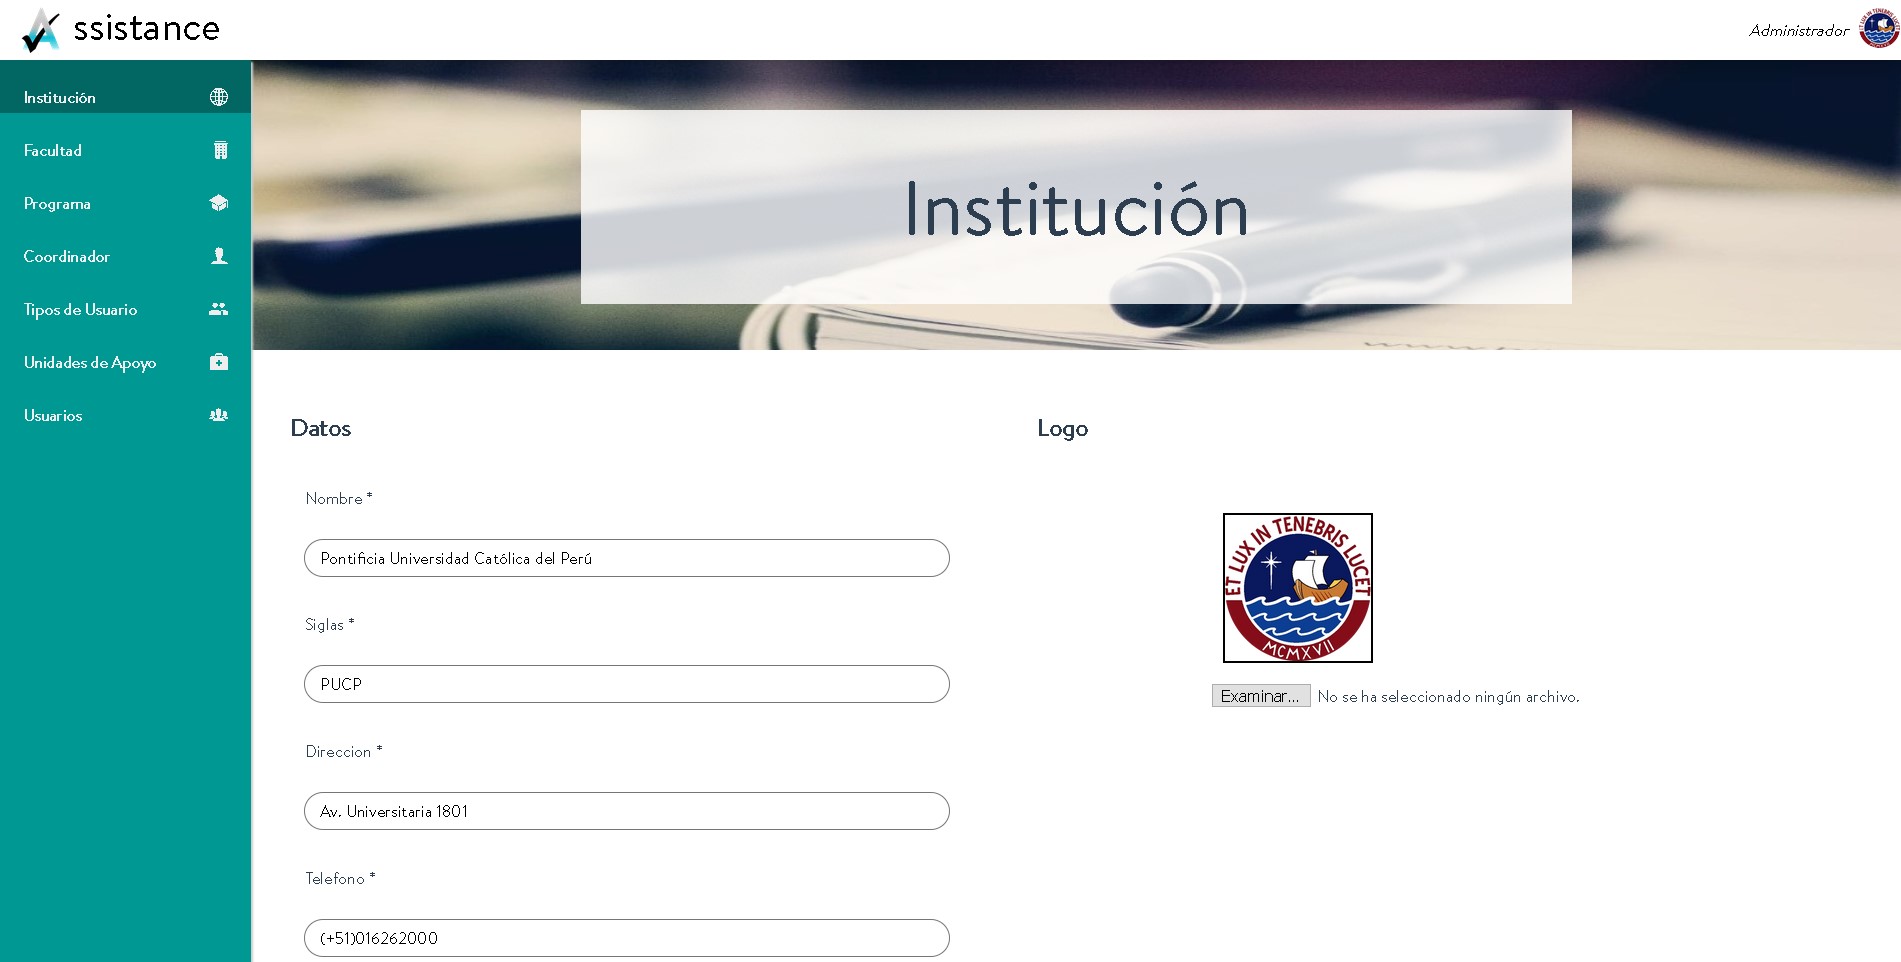 ssistance
Administrador
Institución
Facultad
Programa
Coordinador
Tipos de Usuario
Unidades de Apoyo
Usuarios
Institución
Datos
Nombre *
Pontificia Universidad Católica del Perú
Siglas *
PUCP
Direccion *
Av. Universitaria 1801
Telefono *
(+51)016262000
Logo
ET LUX IN TENEBRIS LUCET
MCMXVII
Examinar... No se ha seleccionado ningún archivo.